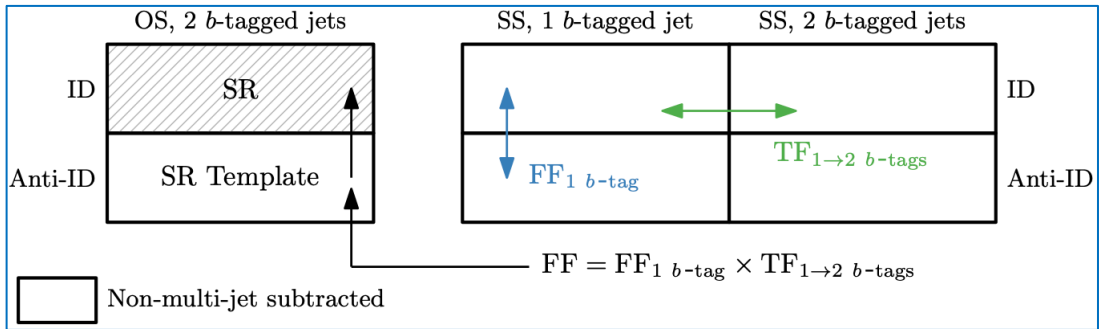 OS, 2 b-tagged jets
SS, 1 b-tagged jet
SS, 2 b-tagged jets
ID
SR
ID
Anti-ID
SR Template
FF₁ b-tag
TF₁→₂ b-tags
Anti-ID
FF = FF₁ b-tag × TF₁→₂ b-tags
Non-multi-jet subtracted